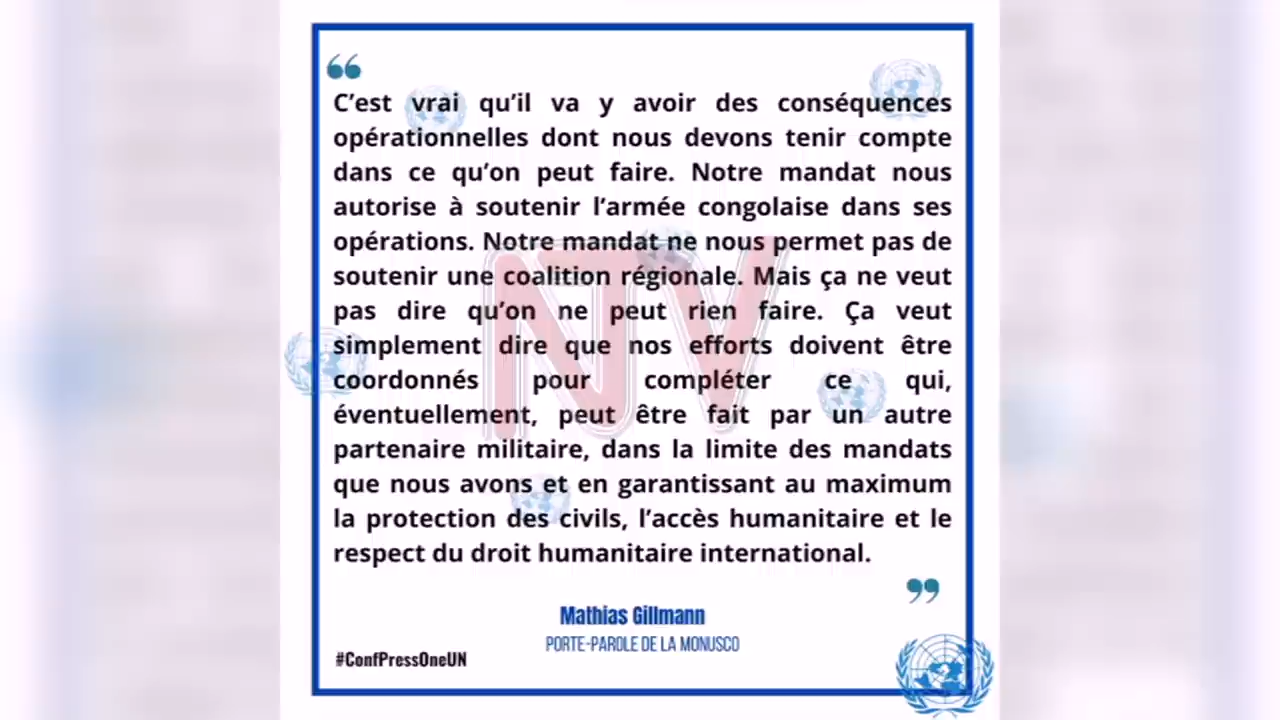 “
C’est vrai qu’il va y avoir des conséquences
opérationnelles dont nous devons tenir compte
dans ce qu’on peut faire. Notre mandat nous
autorise à soutenir l’armée congolaise dans ses
opérations. Notre mandat ne nous permet pas de
soutenir une coalition régionale. Mais ça ne veut
pas dire qu’on ne peut rien faire. Ça veut
simplement dire que nos efforts doivent être
coordonnés pour compléter ce qui,
éventuellement, peut être fait par un autre
partenaire militaire, dans la limite des mandats
que nous avons et en garantissant au maximum
la protection des civils, l’accès humanitaire et le
respect du droit humanitaire international.
”
NTV
Mathias Gillmann
PORTE-PAROLE DE LA MONUSCO
#ConfPressOneUN